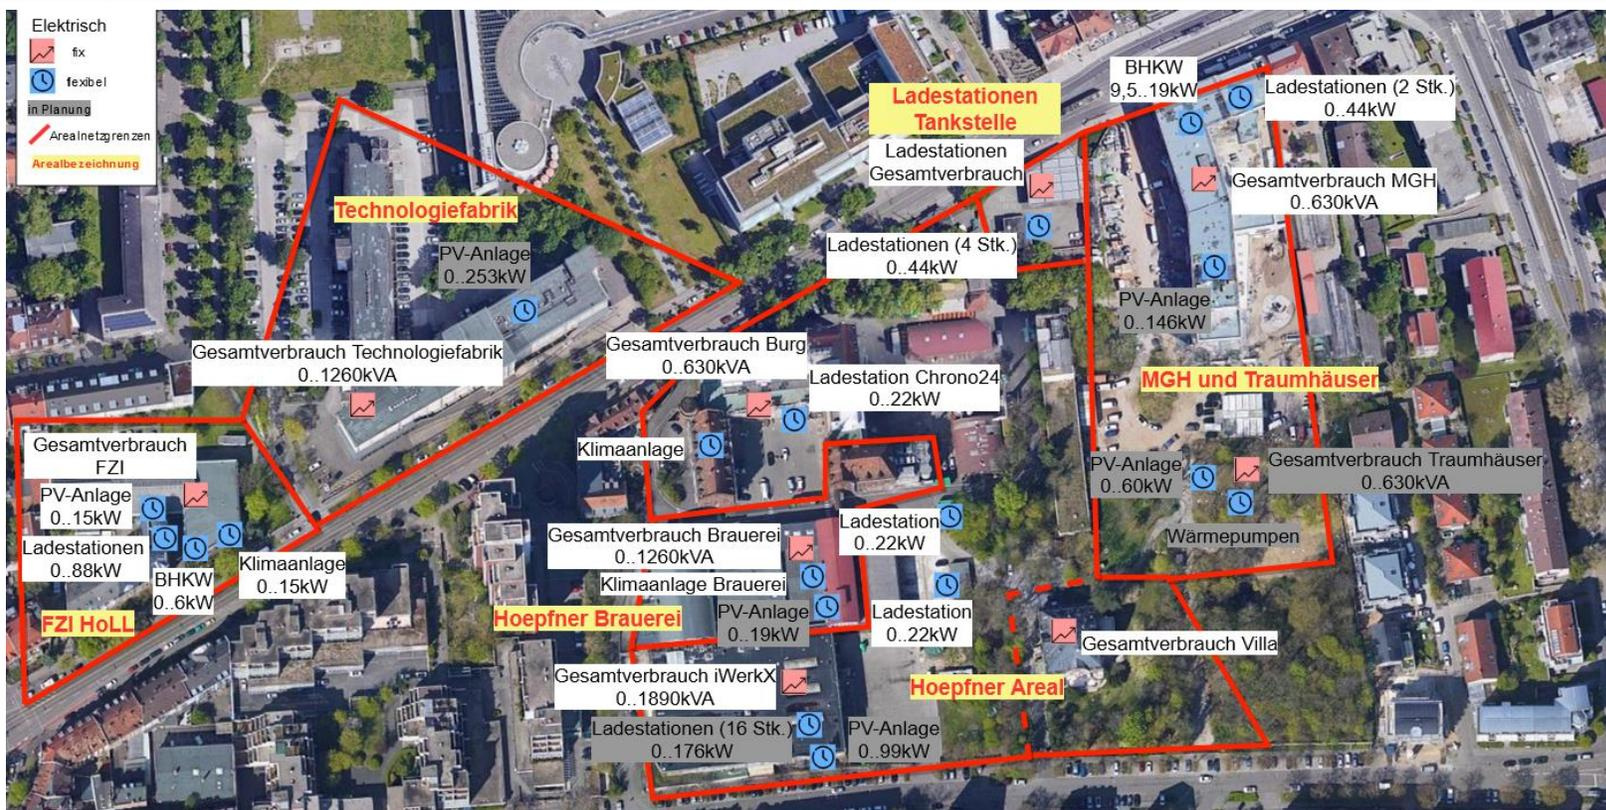 Elektrisch
fix
flexibel
in Planung
Arealnetzgrenzen
Arealbezeichnung
Technologiefabrik
PV-Anlage
0..253kW
Gesamtverbrauch Technologiefabrik
0..1260kVA
Ladestationen
Tankstelle
Ladestationen
Gesamtverbrauch
Ladestationen (4 Stk.)
0..44kW
BHKW
9,5..19kW
Ladestationen (2 Stk.)
0..44kW
Gesamtverbrauch MGH
0..630kVA
PV-Anlage
0..146kW
MGH und Traumhäuser
PV-Anlage
0..60kW
Gesamtverbrauch Traumhäuser
0..630kVA
Wärmepumpen
Gesamtverbrauch Burg
0..630kVA
Ladestation Chrono24
0..22kW
Klimaanlage
Gesamtverbrauch
FZI
PV-Anlage
0..15kW
Ladestationen
0..88kW
BHKW
0..6kW
Klimaanlage
0..15kW
FZI HoLL
Gesamtverbrauch Brauerei
0..1260kVA
Klimaanlage Brauerei
Hoepfner Brauerei
PV-Anlage
0..19kW
Ladestation
0..22kW
Ladestation
0..22kW
Gesamtverbrauch iWerkX
0..1890kVA
Ladestationen (16 Stk.)
0..176kW
PV-Anlage
0..99kW
Hoepfner Areal
Gesamtverbrauch Villa